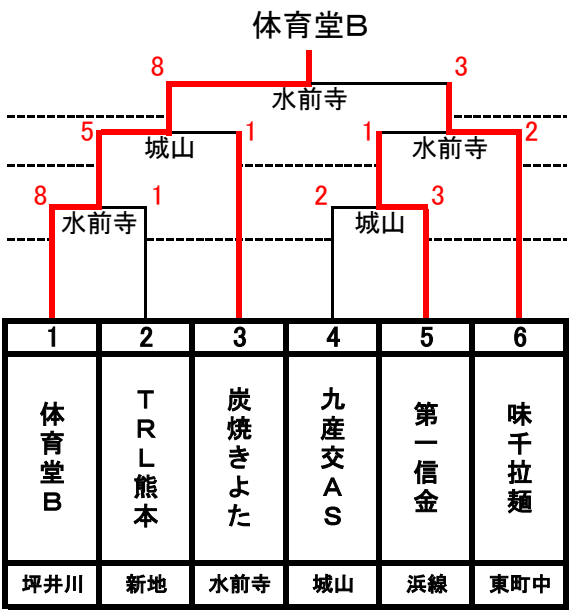 体育堂B
8 3
水前寺
5 1 1 2
城山 水前寺
8 1 2 3
水前寺 城山
1 2 3 4 5 6
体育堂B
TRL熊本
炭焼きよた
九産交AS
第一信金
味千拉麺
坪井川 新地 水前寺 城山 浜線 東町中